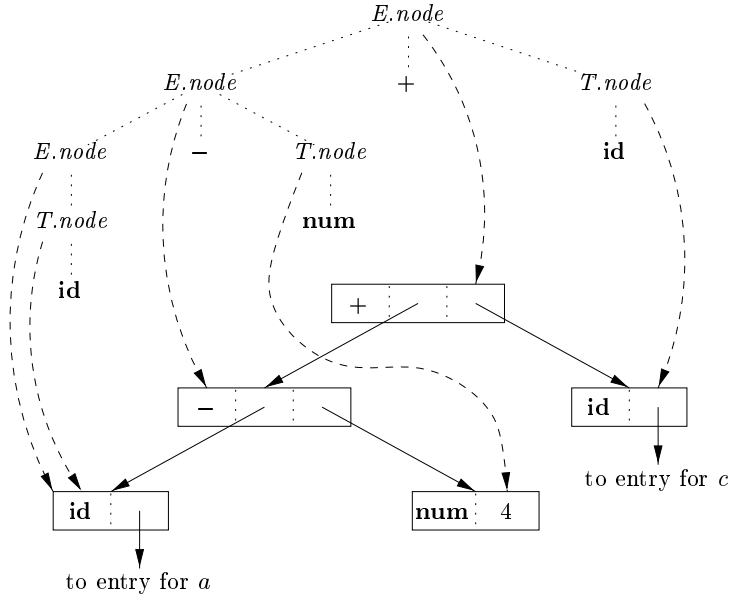 E.node
E.node + T.node
E.node − T.node id
T.node num
id
+
− id
to entry for c
id num 4
to entry for a